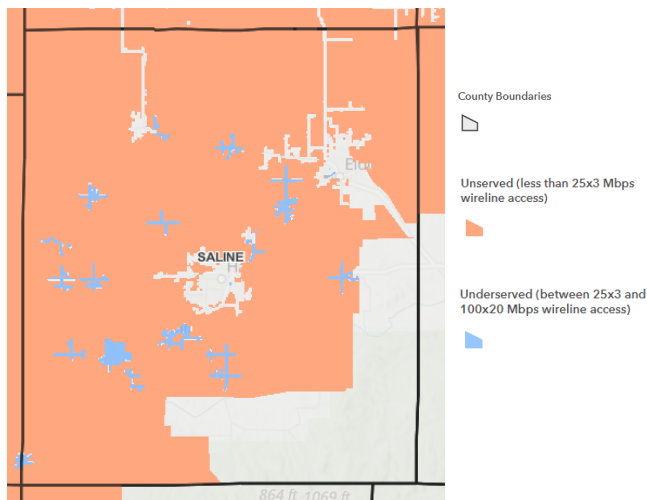 County Boundaries
Unserved (less than 25x3 Mbps
wireline access)
Underserved (between 25x3 and
100x20 Mbps wireline access)
SALINE
864 ft 1069 ft